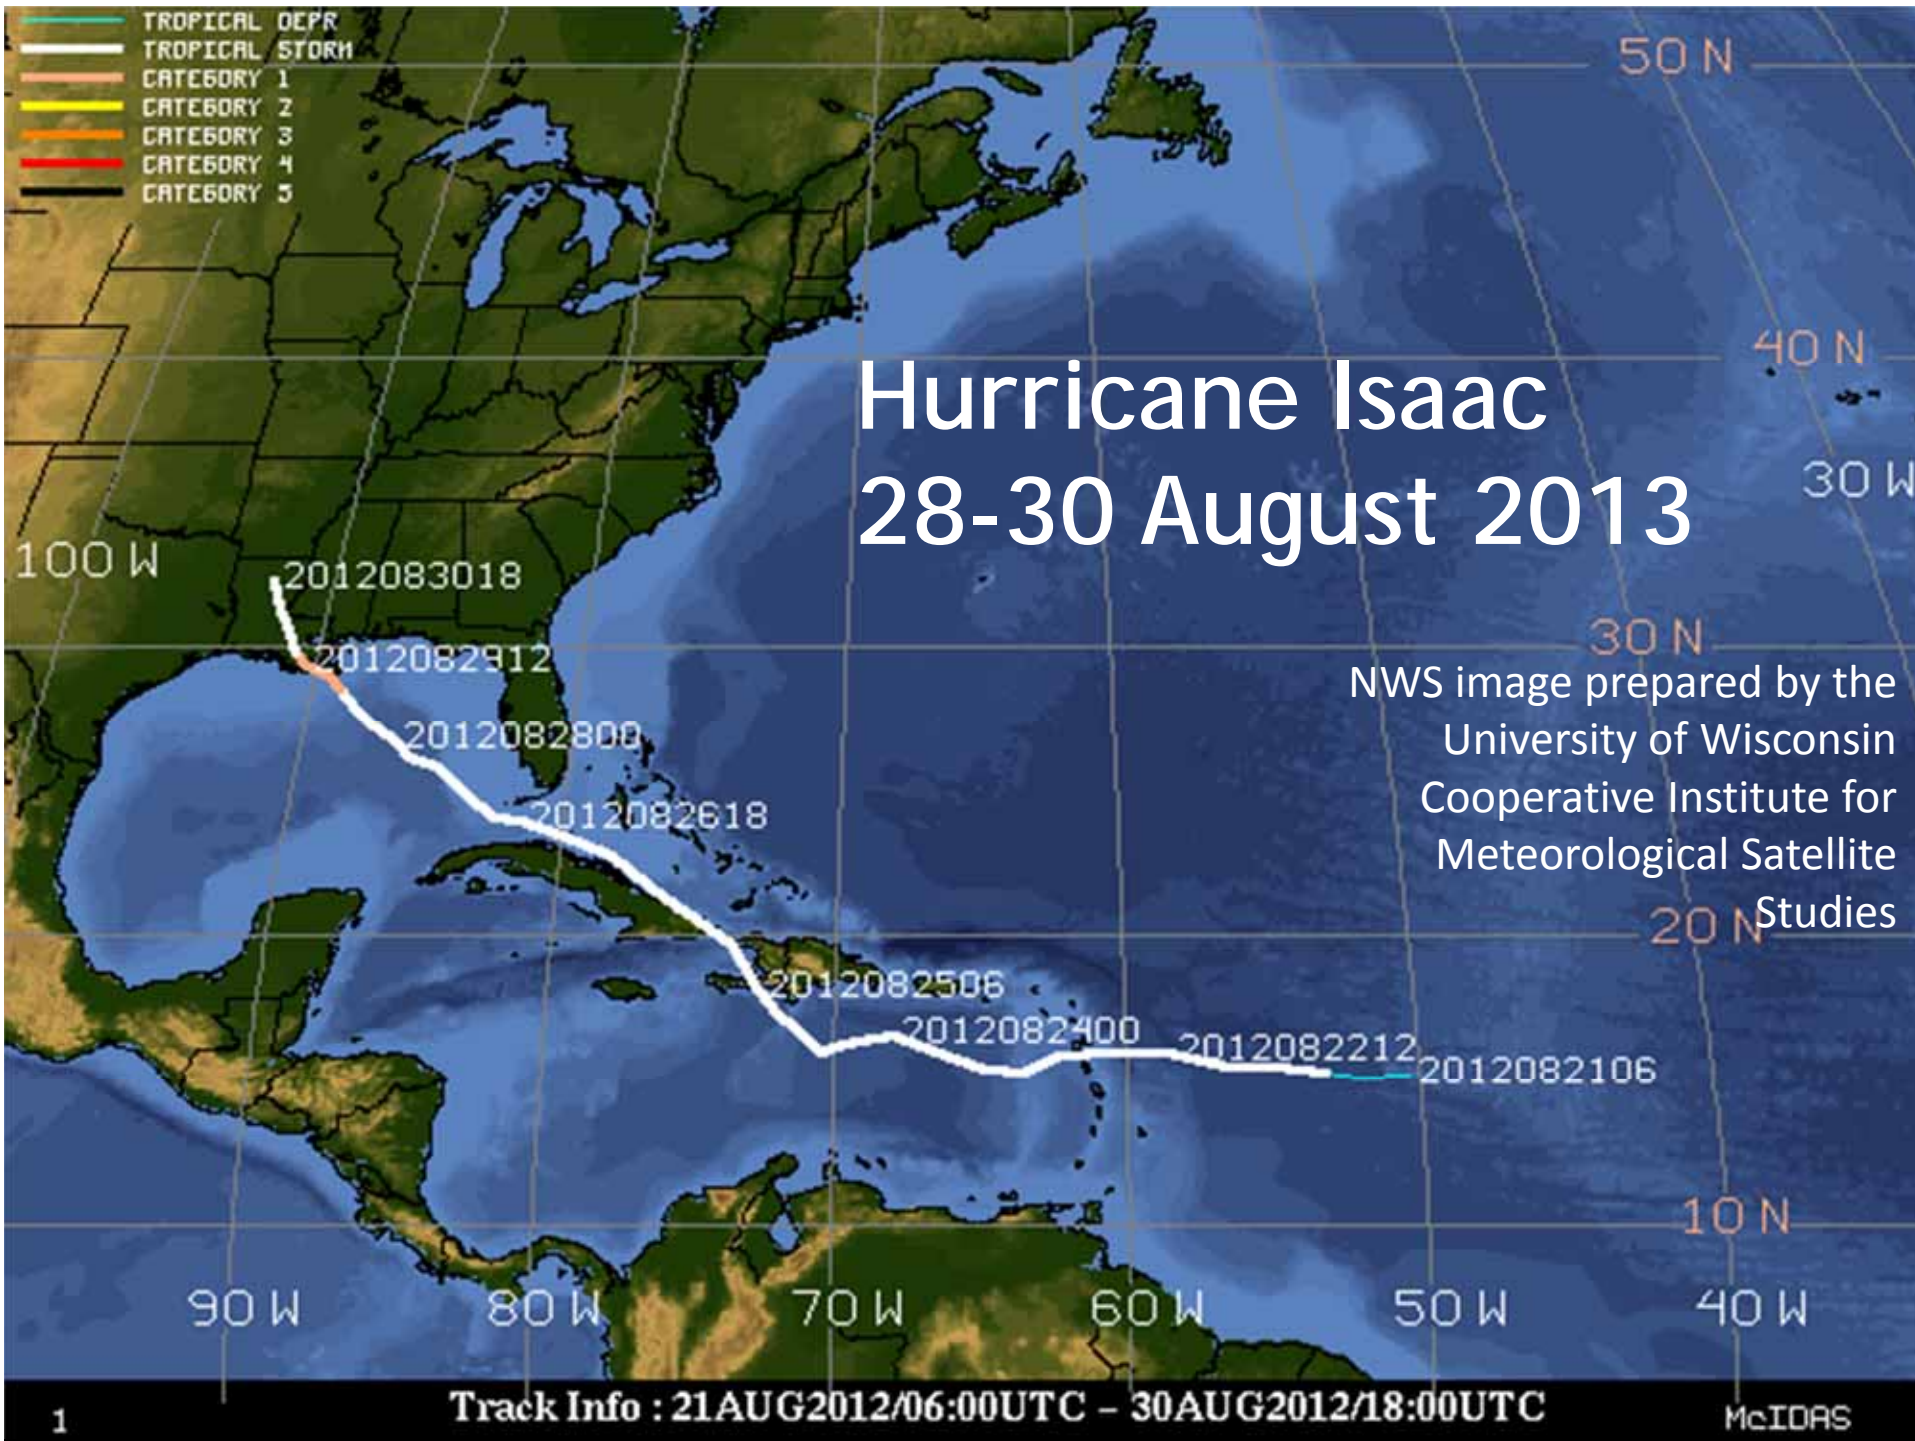 TROPICAL DEPR
TROPICAL STORM
CATEGORY 1
CATEGORY 2
CATEGORY 3
CATEGORY 4
CATEGORY 5
50 N
40 N
Hurricane Isaac
28-30 August 2013
30 W
100 W
2012083018
30 N
2012082912
NWS image prepared by the
University of Wisconsin
Cooperative Institute for
Meteorological Satellite
Studies
2012082800
2012082618
20 N
2012082506
2012082400
2012082212
2012082106
10 N
90 W 80 W 70 W 60 W 50 W 40 W
1 Track Info : 21AUG2012/06:00UTC – 30AUG2012/18:00UTC McIDAS